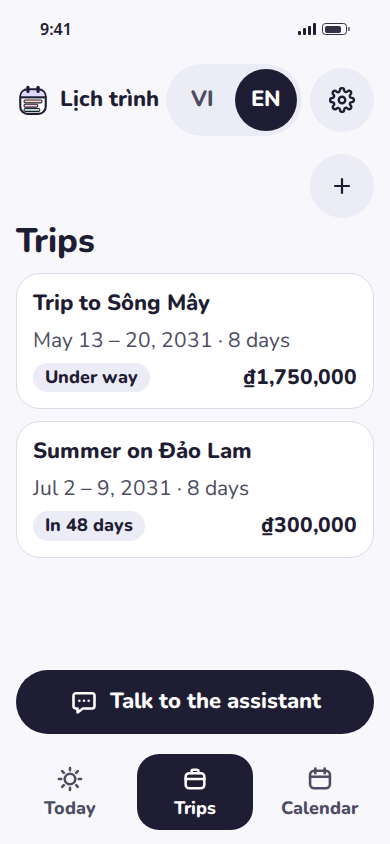 9:41
Lịch trình
VI
EN
Trips
Trip to Sông Mây
May 13 – 20, 2031 · 8 days
Under way
₫1,750,000
Summer on Đảo Lam
Jul 2 – 9, 2031 · 8 days
In 48 days
₫300,000
Talk to the assistant
Today
Trips
Calendar